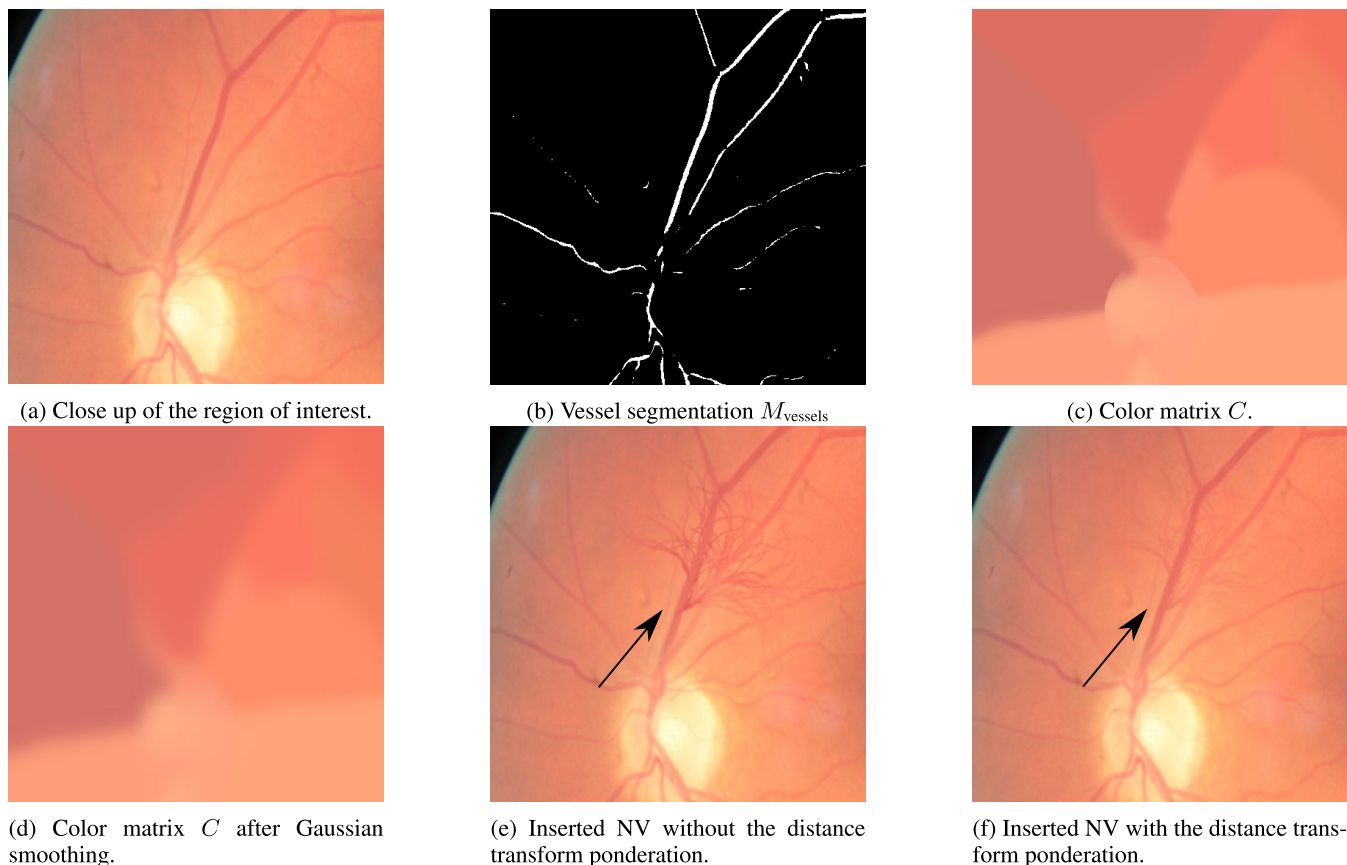 (a) Close up of the region of interest.
(b) Vessel segmentation M_vessels
(c) Color matrix C.
(d) Color matrix C after Gaussian
smoothing.
(e) Inserted NV without the distance
transform ponderation.
(f) Inserted NV with the distance trans-
form ponderation.